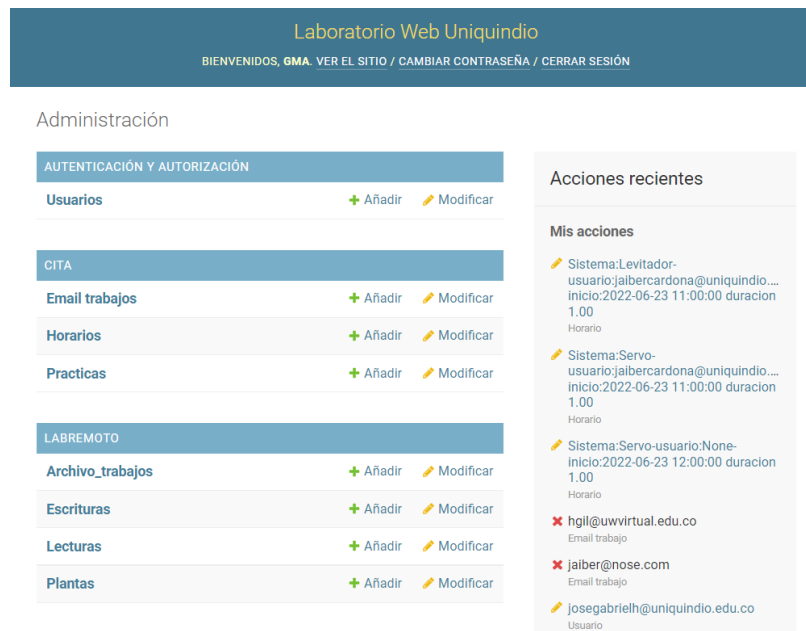 Laboratorio Web Uniquindio
BIENVENIDOS, GMA. VER EL SITIO / CAMBIAR CONTRASEÑA / CERRAR SESIÓN
Administración
AUTENTICACIÓN Y AUTORIZACIÓN
Usuarios Añadir Modificar
CITA
Email trabajos Añadir Modificar
Horarios Añadir Modificar
Practicas Añadir Modificar
LABREMOTO
Archivo_trabajos Añadir Modificar
Escrituras Añadir Modificar
Lecturas Añadir Modificar
Plantas Añadir Modificar
Acciones recientes
Mis acciones
Sistema:Levitador-
usuario:jaibercardona@uniquindio....
inicio:2022-06-23 11:00:00 duracion
1.00
Horario
Sistema:Servo-
usuario:jaibercardona@uniquindio....
inicio:2022-06-23 11:00:00 duracion
1.00
Horario
Sistema:Servo-usuario:None-
inicio:2022-06-23 12:00:00 duracion
1.00
Horario
hgil@uwvirtual.edu.co
Email trabajo
jaiber@nose.com
Email trabajo
josegabrielh@uniquindio.edu.co
Usuario